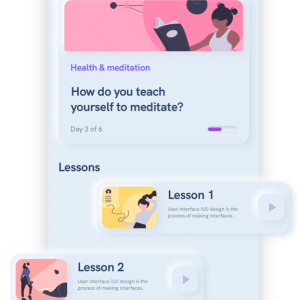 Health & meditation
How do you teach
yourself to meditate?
Day 3 of 6
Lessons
Lesson 1
User interface (UI) design is the
process of making interfaces.
Lesson 2
User interface (UI) design is the
process of making interfaces.